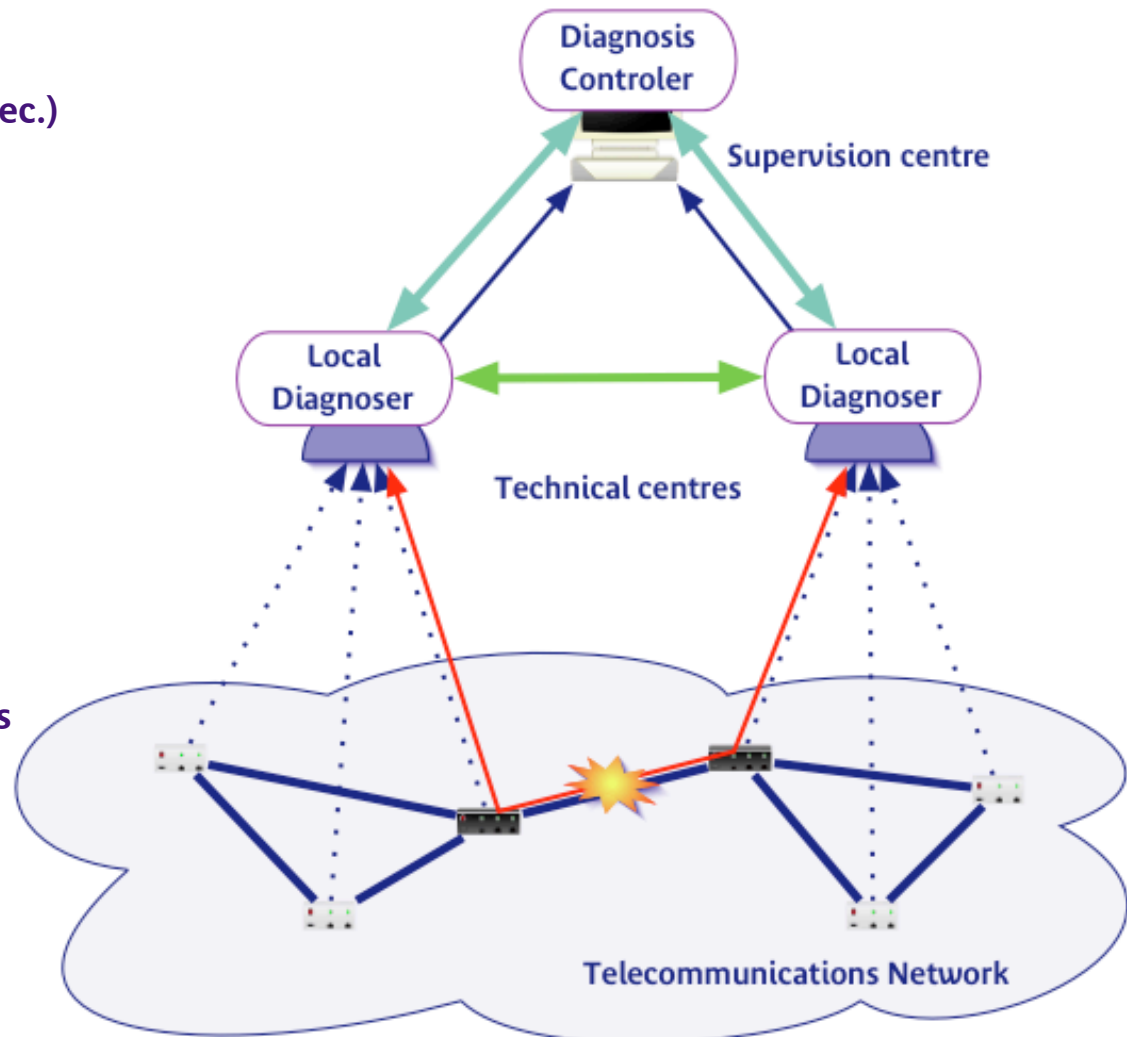 Diagnosis
Controler
ec.)
Supervision centre
Local
Diagnoser
Local
Diagnoser
Technical centres
s
Telecommunications Network